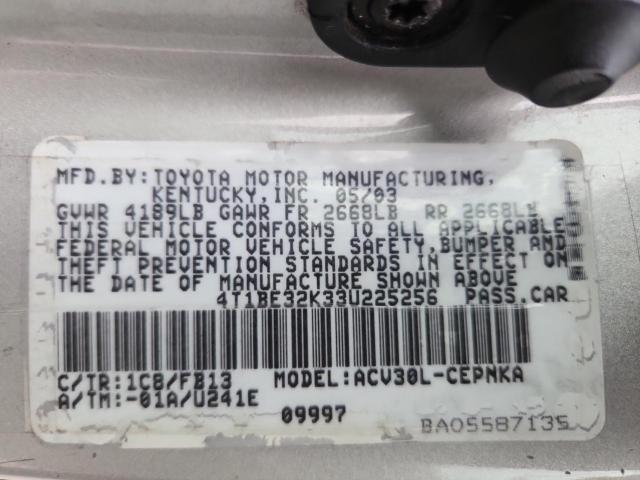 MFD.BY:TOYOTA MOTOR MANUFACTURING,
KENTUCKY,INC. 05/03
GVWR 4189LB GAWR FR 2668LB RR 2668LB
THIS VEHICLE CONFORMS TO ALL APPLICABLE
FEDERAL MOTOR VEHICLE SAFETY,BUMPER AND
THEFT PREVENTION STANDARDS IN EFFECT ON
THE DATE OF MANUFACTURE SHOWN ABOVE
4T1BE32K33U225256 PASS.CAR
C/TR:1C8/FB13 MODEL:ACV30L-CEPNKA
A/TM:-01A/U241E
09997
BA05587135